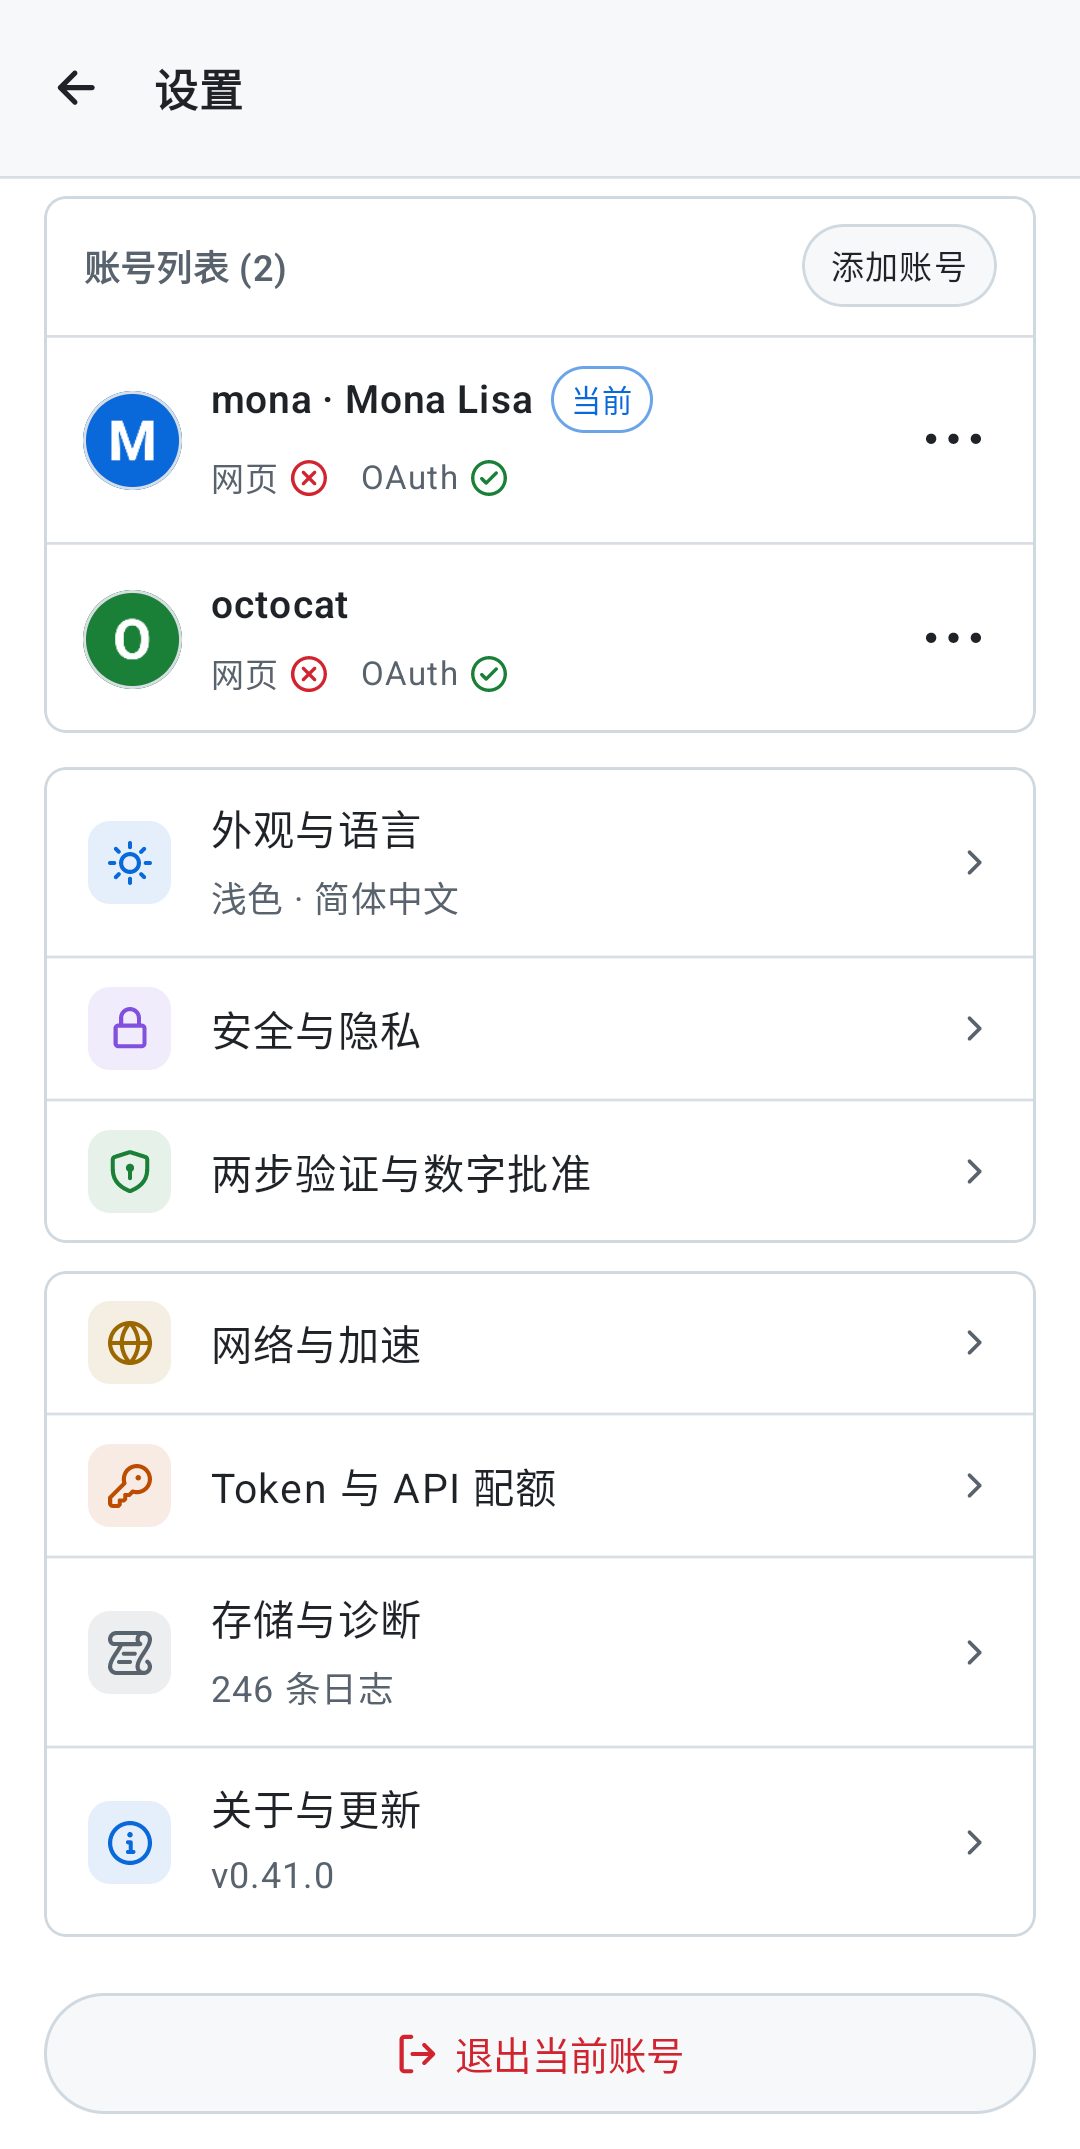 设置
账号列表 (2)
添加账号
M
mona · Mona Lisa
当前
网页
OAuth
O
octocat
网页
OAuth
外观与语言
浅色 · 简体中文
安全与隐私
两步验证与数字批准
网络与加速
Token 与 API 配额
存储与诊断
246 条日志
关于与更新
v0.41.0
退出当前账号